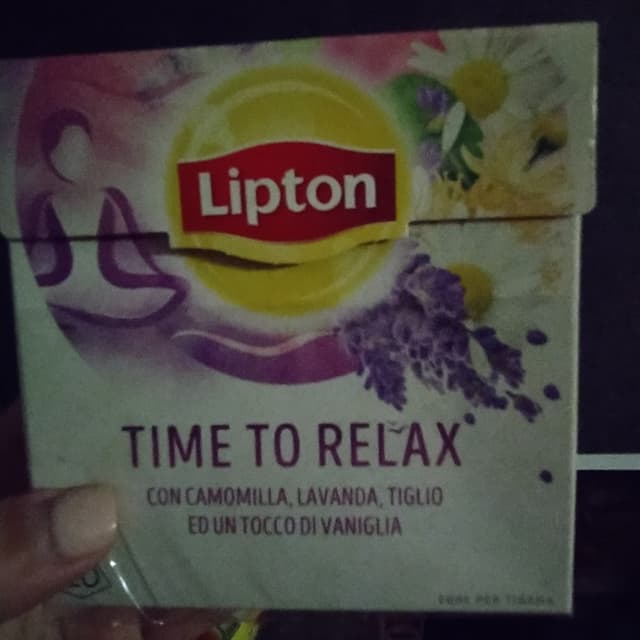 Lipton
TIME TO RELAX
CON CAMOMILLA, LAVANDA, TIGLIO
ED UN TOCCO DI VANIGLIA